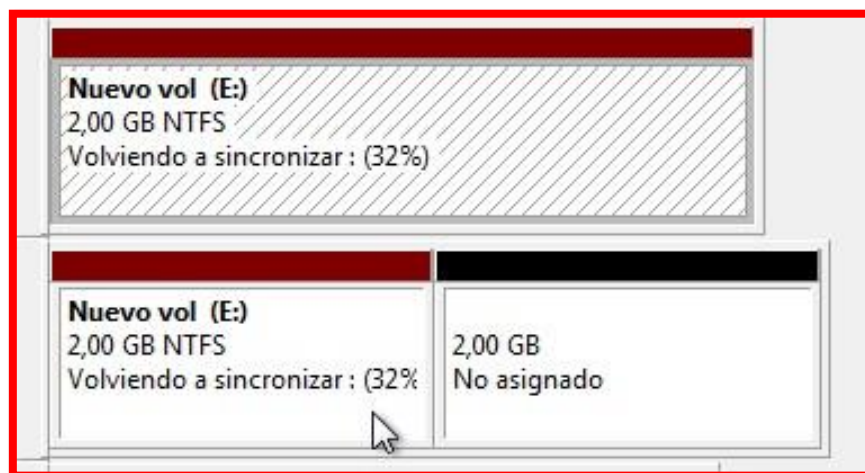 Nuevo vol (E:)
2,00 GB NTFS
Volviendo a sincronizar : (32%)
Nuevo vol (E:)
2,00 GB NTFS
Volviendo a sincronizar : (32%
2,00 GB
No asignado